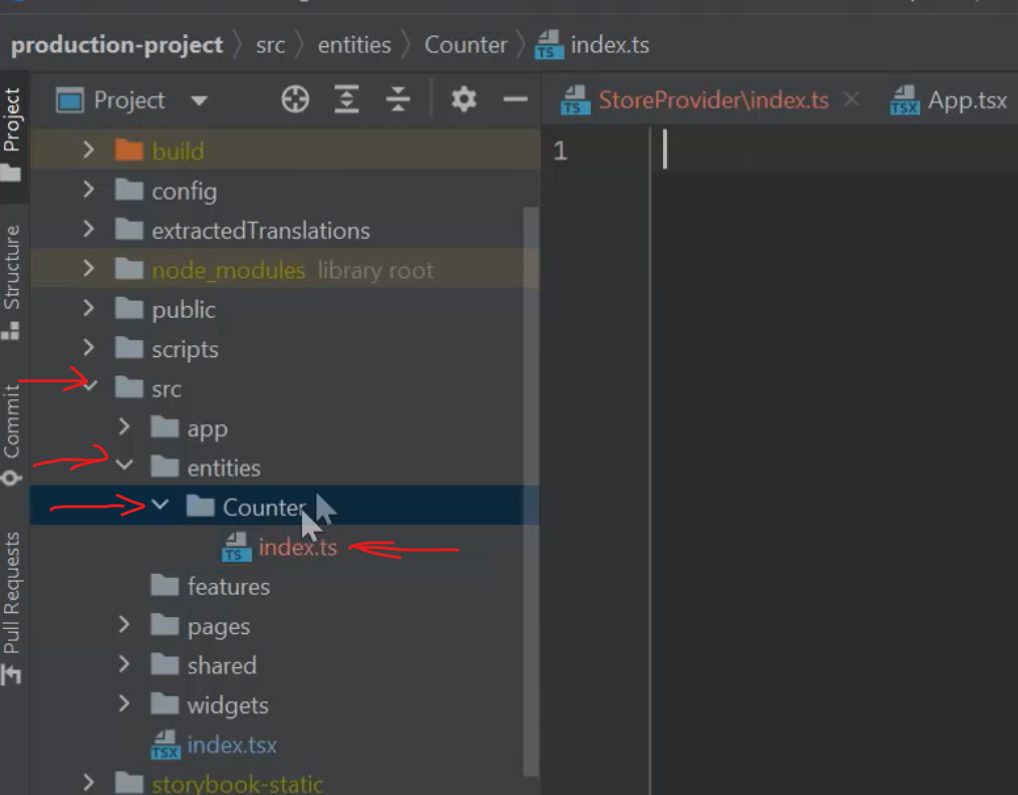 production-project src entities Counter TS index.ts
Project
Project
TS StoreProvider\index.ts
TSX App.tsx
1
build
config
extractedTranslations
node_modules library root
public
scripts
src
app
entities
Counter
TS index.ts
features
pages
shared
widgets
TSX index.tsx
storybook-static
Structure
Commit
Pull Requests